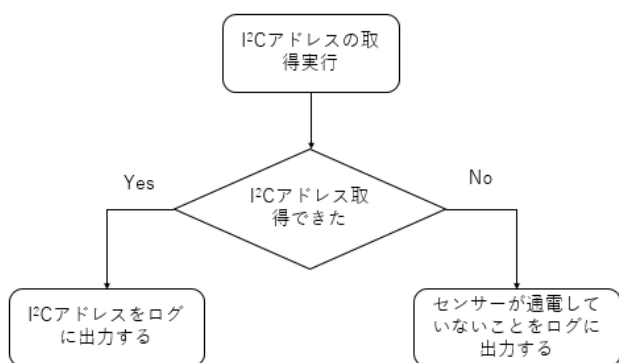 I²Cアドレスの取
得実行
I²Cアドレス取
得できた
Yes
No
I²Cアドレスをログ
に出力する
センサーが通電して
いないことをログに
出力する